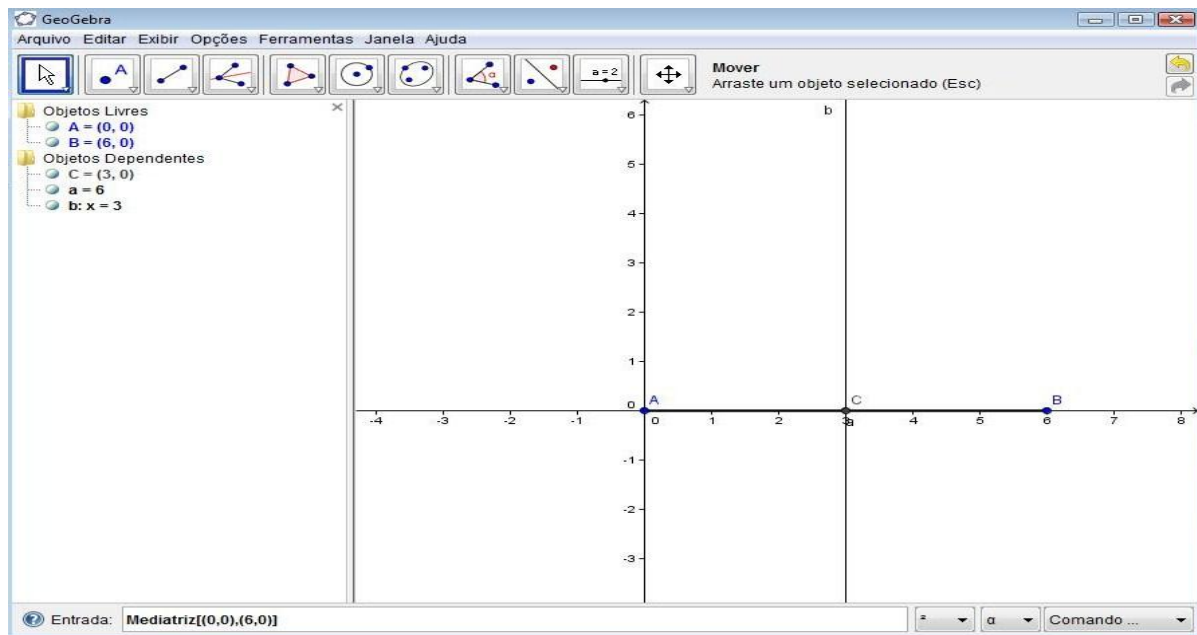 GeoGebra
Arquivo Editar Exibir Opções Ferramentas Janela Ajuda
A
α
a = 2
Mover
Arraste um objeto selecionado (Esc)
Objetos Livres
A = (0, 0)
B = (6, 0)
Objetos Dependentes
C = (3, 0)
a = 6
b: x = 3
b
6
5
4
3
2
1
0
A
C
B
-4 -3 -2 -1 0 1 2 3 4 5 6 7 8
a
-1
-2
-3
Entrada: Mediatriz[(0,0),(6,0)]
² α Comando ...